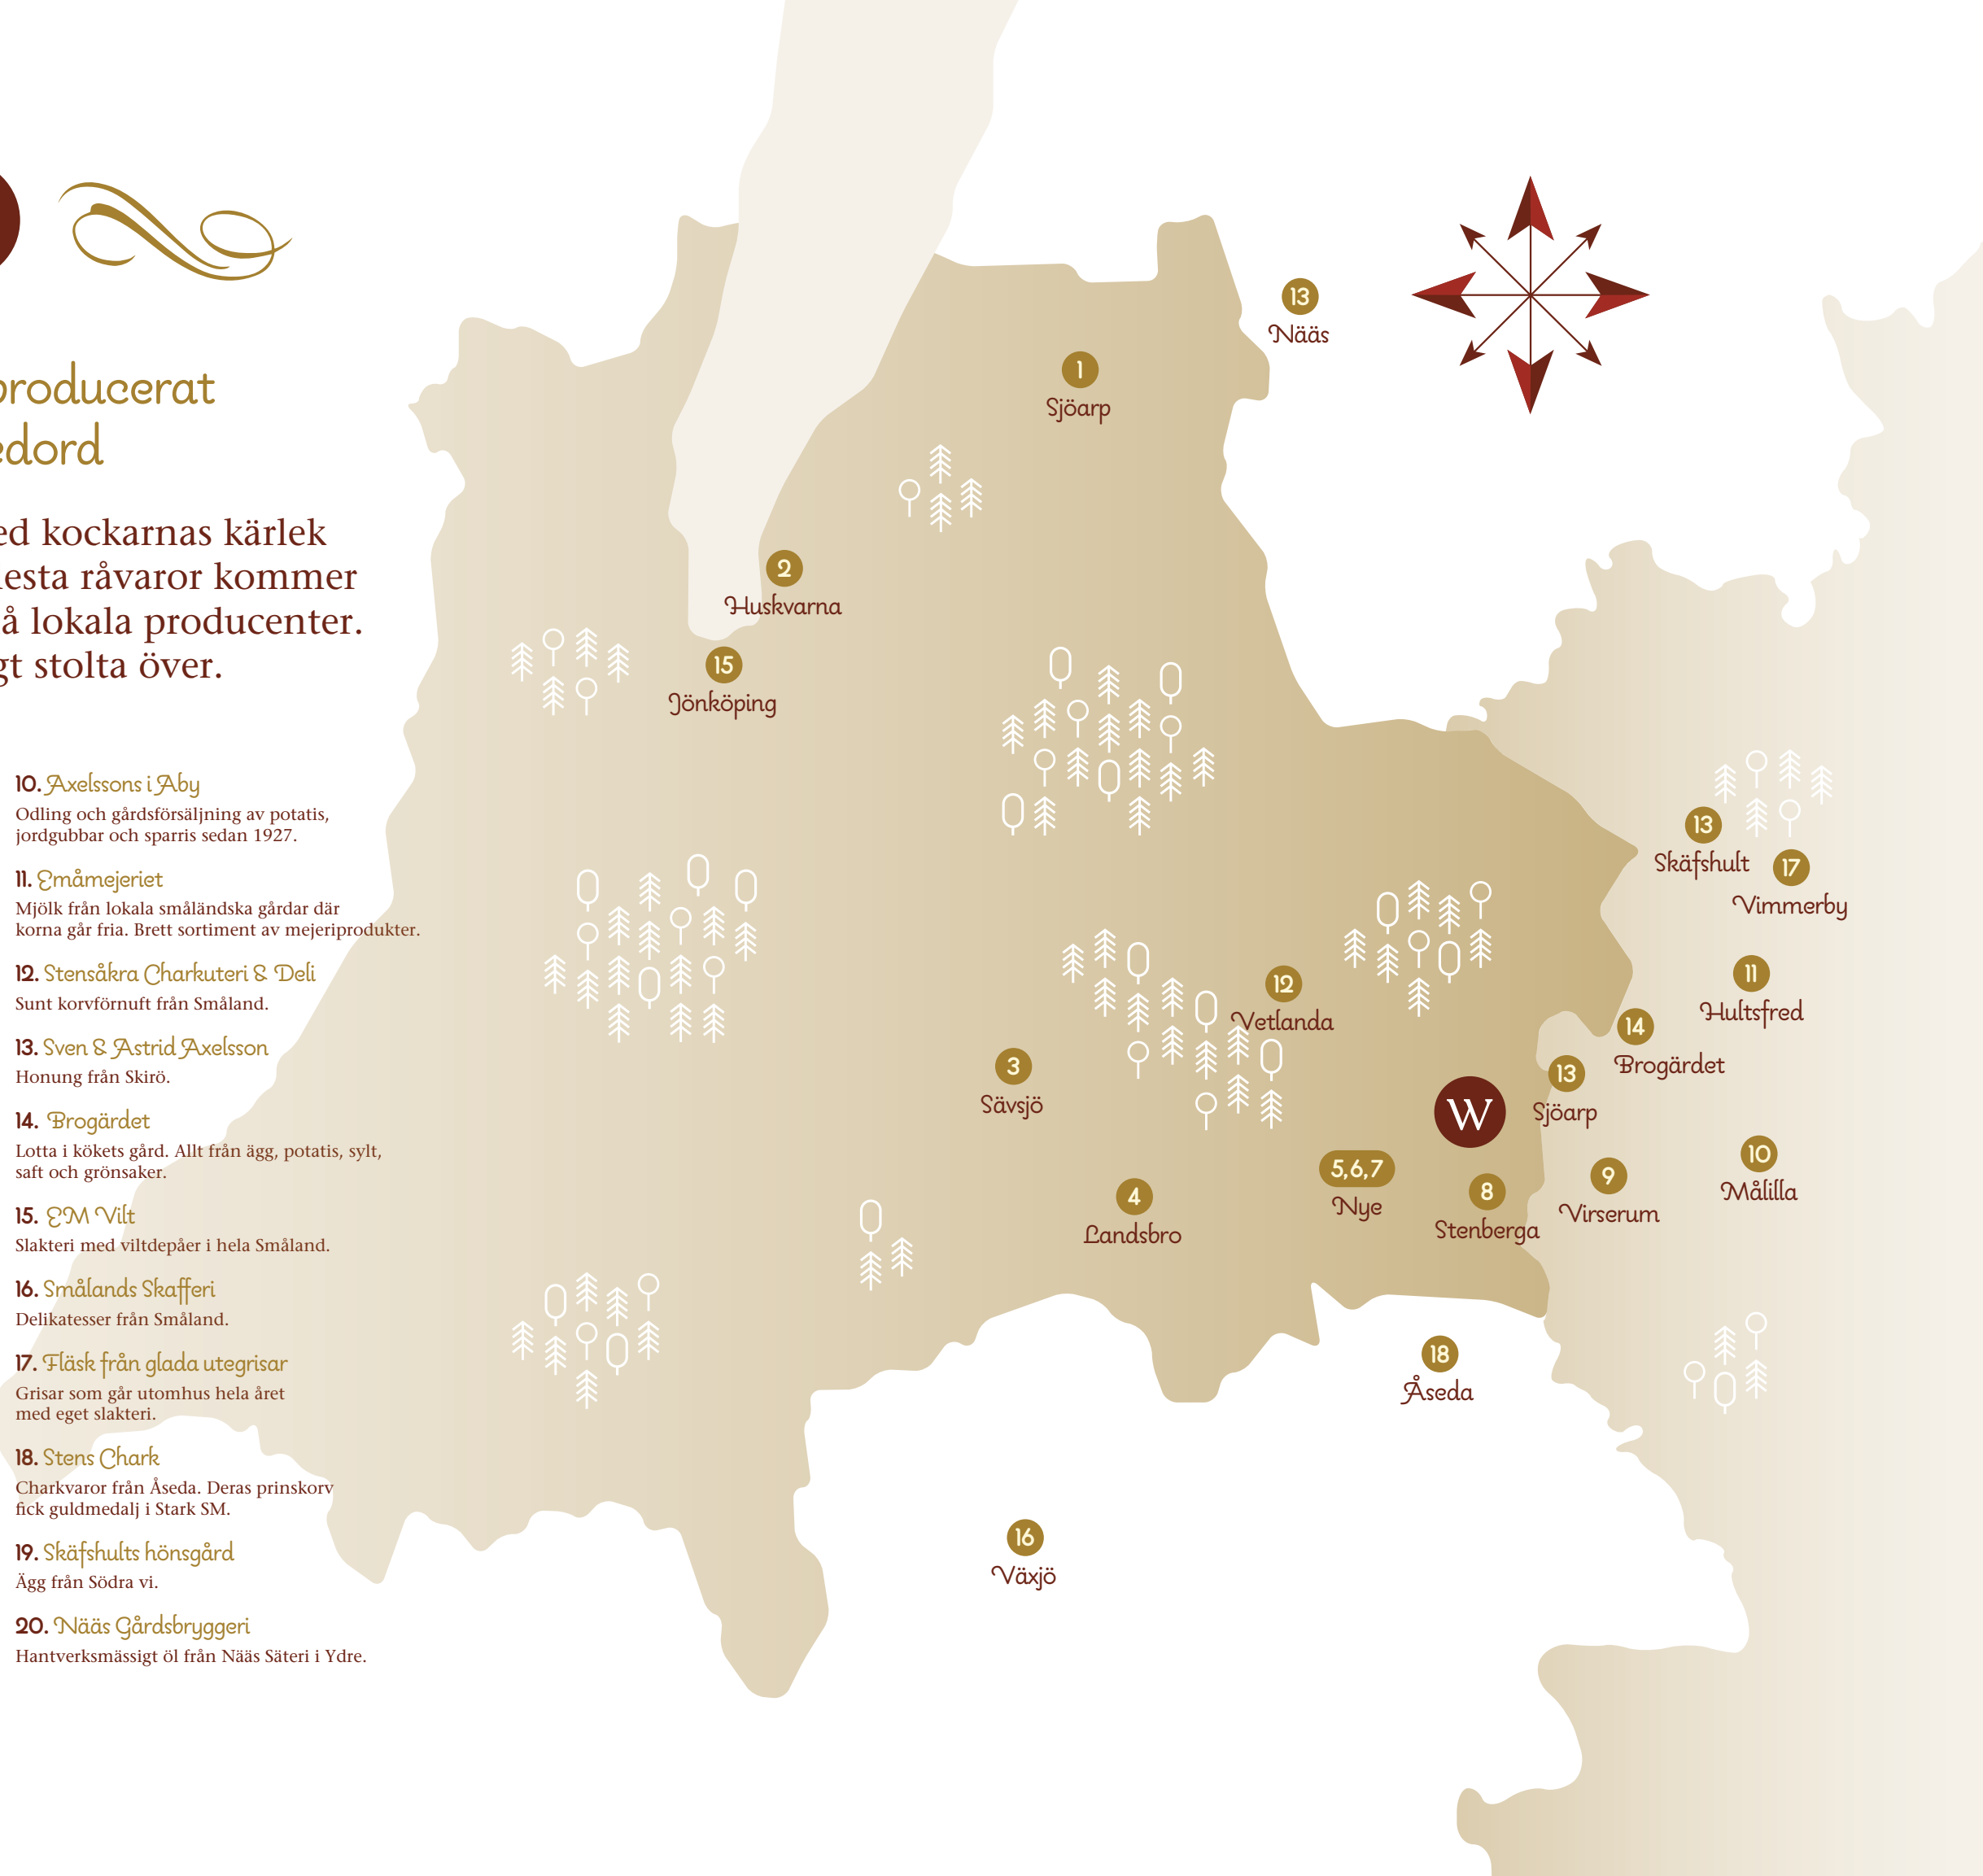 producerat
edord
ed kockarnas kärlek
lesta råvaror kommer
å lokala producenter.
gt stolta över.
10. Axelssons i Åby
Odling och gårdsförsäljning av potatis,
jordgubbar och sparris sedan 1927.
11. Emåmejeriet
Mjölk från lokala småländska gårdar där
korna går fria. Brett sortiment av mejeriprodukter.
12. Stensåkra Charkuteri & Deli
Sunt korvförnuft från Småland.
13. Sven & Astrid Axelsson
Honung från Skirö.
14. Brogärdet
Lotta i kökets gård. Allt från ägg, potatis, sylt,
saft och grönsaker.
15. EM Vilt
Slakteri med viltdepåer i hela Småland.
16. Smålands Skafferi
Delikatesser från Småland.
17. Fläsk från glada utegrisar
Grisar som går utomhus hela året
med eget slakteri.
18. Stens Chark
Charkvaror från Åseda. Deras prinskorv
fick guldmedalj i Stark SM.
19. Skäfshults hönsgård
Ägg från Södra vi.
20. Nääs Gårdsbryggeri
Hantverksmässigt öl från Nääs Säteri i Ydre.
13
Nääs
1
Sjöarp
2
Huskvarna
15
Jönköping
13
Skäfshult
17
Vimmerby
12
Vetlanda
11
Hultsfred
14
Brogärdet
3
Sävsjö
13
Sjöarp
W
5,6,7
Nye
8
Stenberga
9
Virserum
10
Målilla
4
Landsbro
18
Åseda
16
Växjö